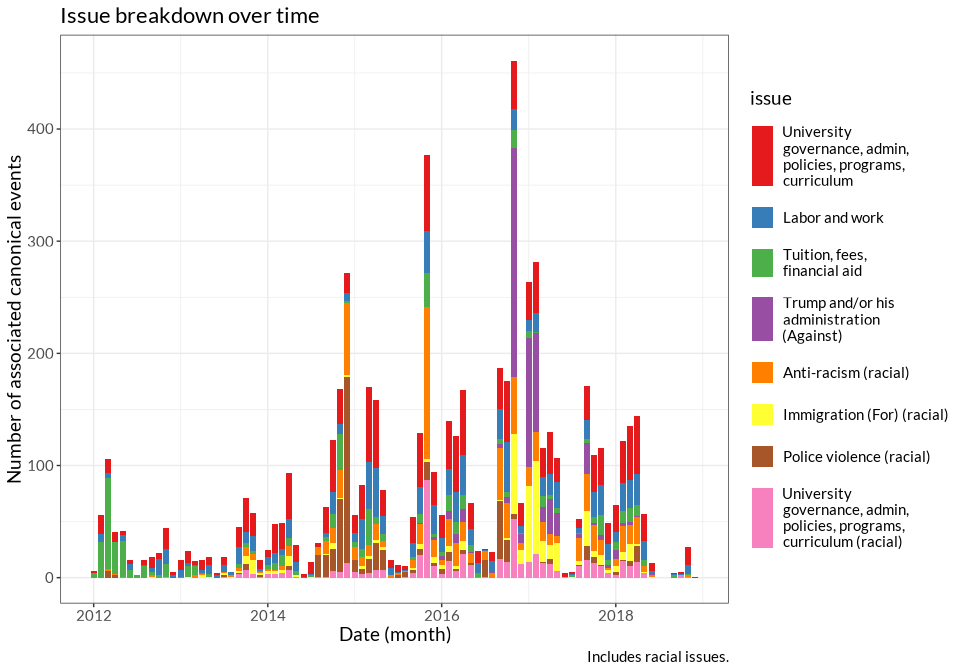 Issue breakdown over time
Number of associated canonical events
400
300
200
100
0
2012
2014
2016
2018
Date (month)
issue
University
governance, admin,
policies, programs,
curriculum
Labor and work
Tuition, fees,
financial aid
Trump and/or his
administration
(Against)
Anti-racism (racial)
Immigration (For) (racial)
Police violence (racial)
University
governance, admin,
policies, programs,
curriculum (racial)
Includes racial issues.